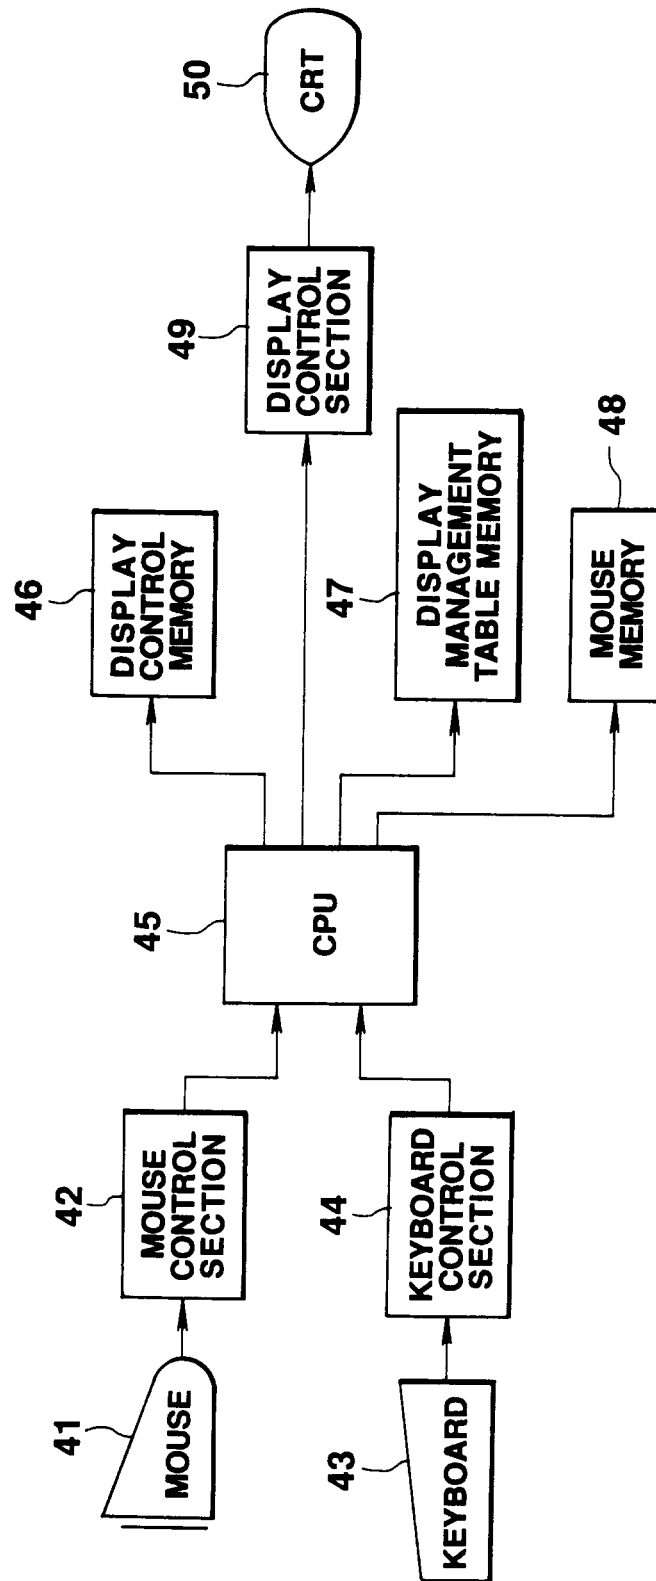 41
MOUSE
42
MOUSE
CONTROL
SECTION
43
KEYBOARD
44
KEYBOARD
CONTROL
SECTION
45
CPU
46
DISPLAY
CONTROL
MEMORY
47
DISPLAY
MANAGEMENT
TABLE MEMORY
48
MOUSE
MEMORY
49
DISPLAY
CONTROL
SECTION
50
CRT